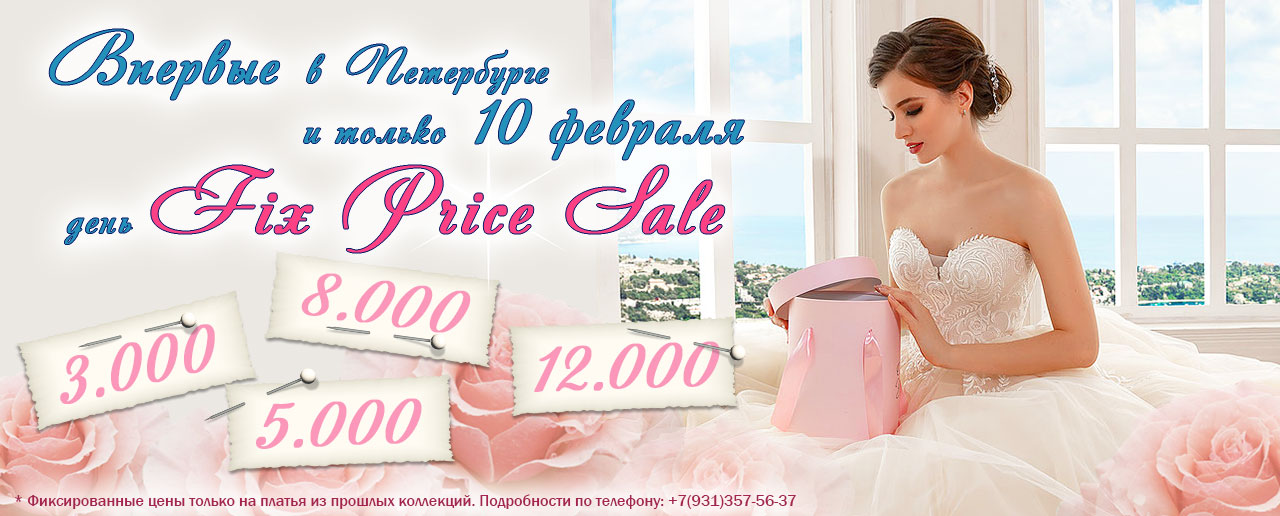 Впервые в Петербурге
и только 10 февраля
день Fix Price Sale
8.000
3.000
12.000
5.000
* Фиксированные цены только на платья из прошлых коллекций. Подробности по телефону: +7(931)357-56-37